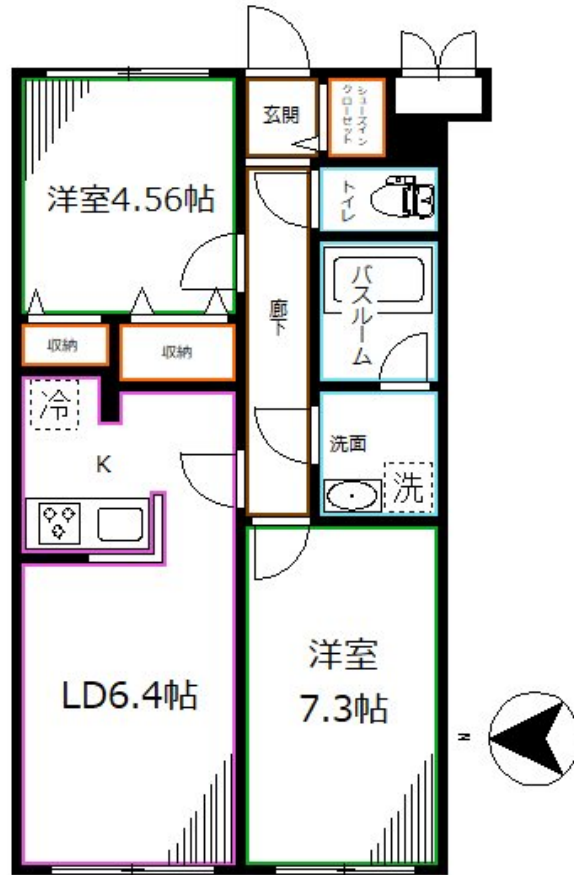 玄関
シューズイン
クローゼット
洋室4.56帖
トイレ
バスルーム
廊下
収納
収納
冷
K
洗面
洗
LD6.4帖
洋室
7.3帖
N